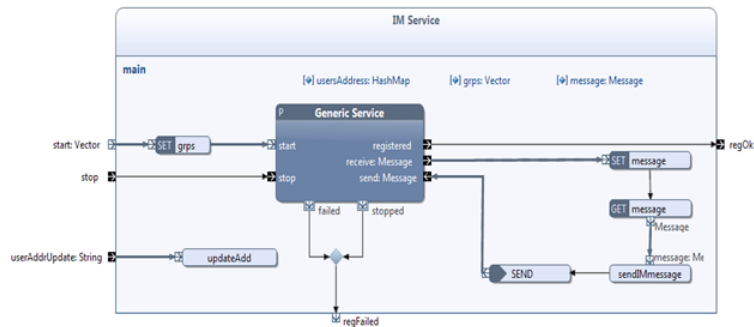 IM Service
main
usersAddress: HashMap grps: Vector message: Message
P Generic Service
start: Vector SET grps start registered regOk
receive: Message SET message
stop stop send: Message
failed stopped GET message
Message
userAddrUpdate: String updateAdd message: Me
SEND sendIMmessage
regFailed